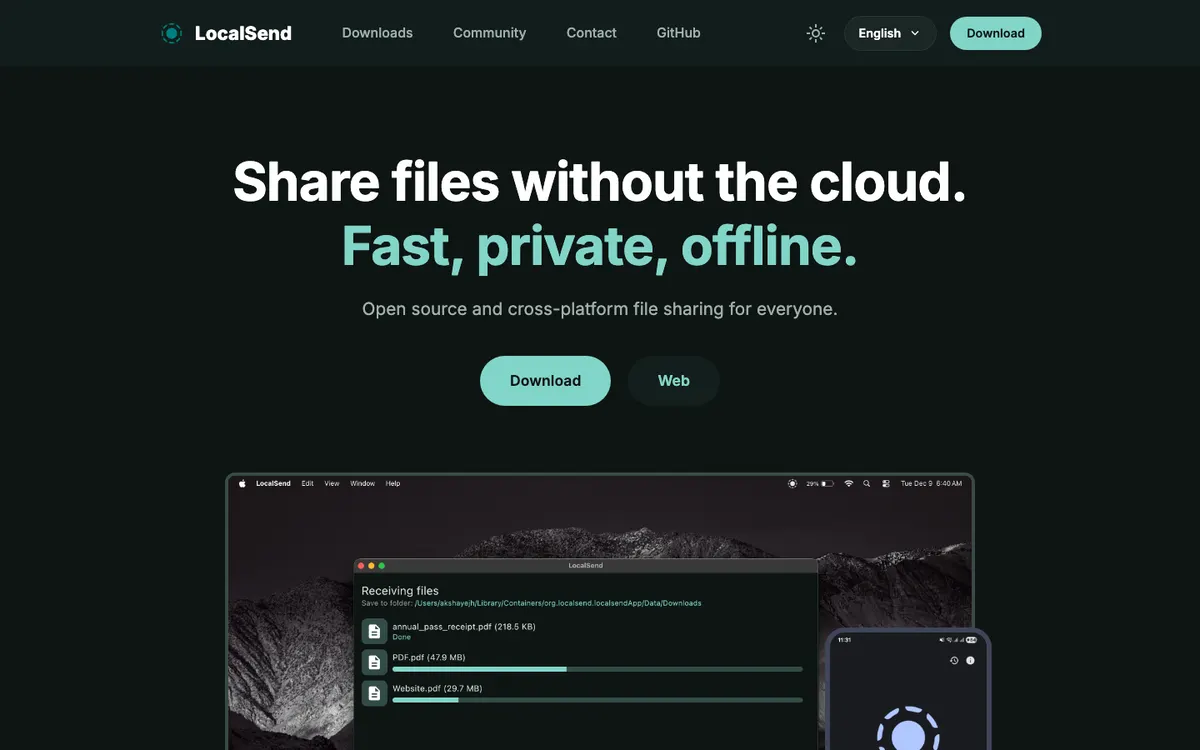 LocalSend
Downloads Community Contact GitHub
English
Download
Share files without the cloud.
Fast, private, offline.
Open source and cross-platform file sharing for everyone.
Download
Web
LocalSend Edit View Window Help
29%
Tue Dec 9 6:40 AM
LocalSend
Receiving files
Save to folder: /Users/akshayejh/Library/Containers/org.localsend.localsendApp/Data/Downloads
annual_pass_receipt.pdf (218.5 KB)
Done
PDF.pdf (47.9 MB)
Website.pdf (29.7 MB)
11:31